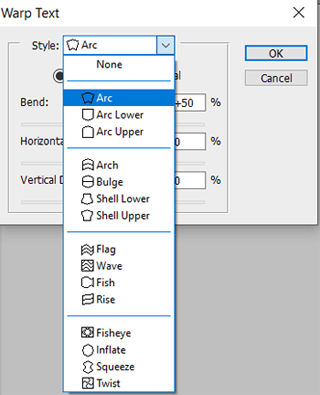 Warp Text
Style: Arc
OK
None
al
Cancel
Arc
Bend: +50 %
Arc Lower
Arc Upper
Horizonta 0 %
Arch
Bulge
Vertical D 0 %
Shell Lower
Shell Upper
Flag
Wave
Fish
Rise
Fisheye
Inflate
Squeeze
Twist